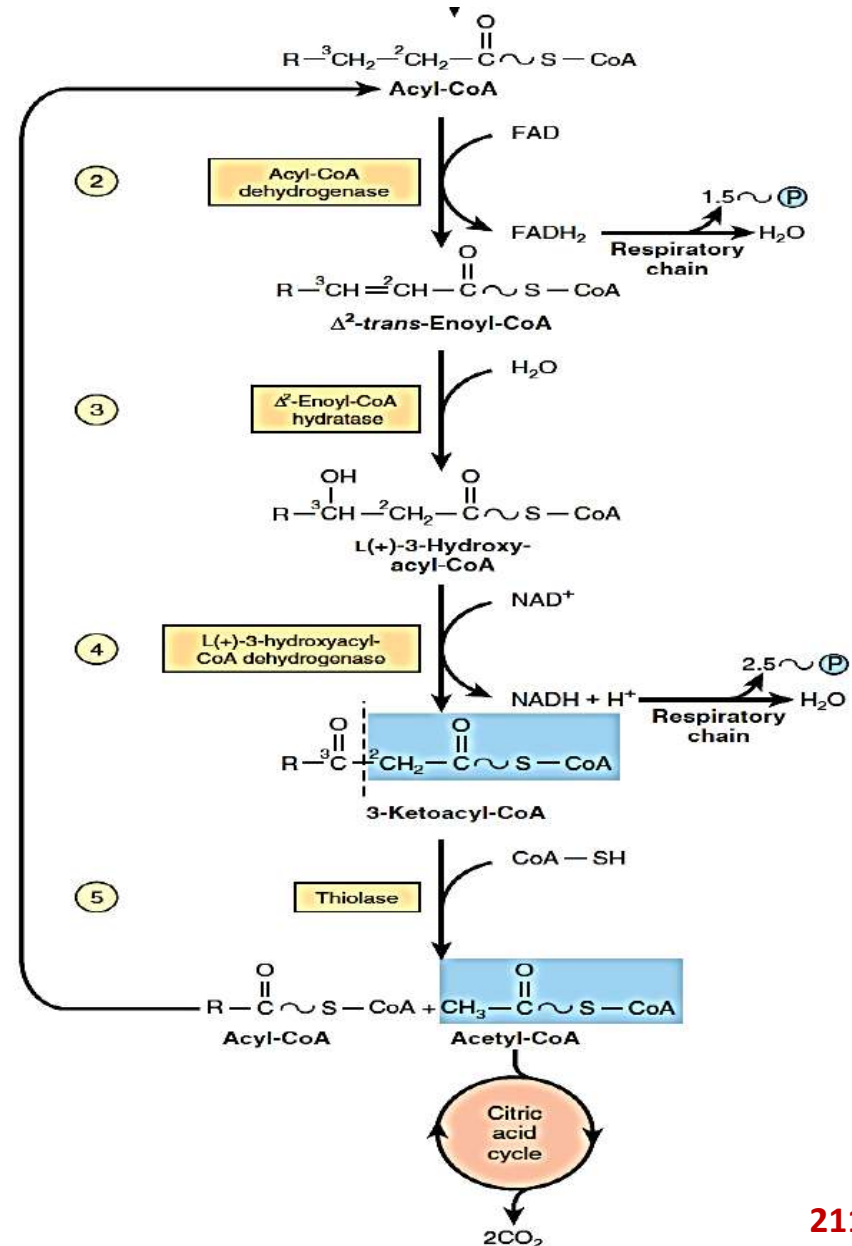 O
R—³CH₂—²CH₂—C~S—CoA
Acyl-CoA
2
Acyl-CoA
dehydrogenase
FAD
FADH₂
1.5~P
H₂O
Respiratory
chain
O
R—³CH=²CH—C~S—CoA
Δ²-trans-Enoyl-CoA
3
Δ²-Enoyl-CoA
hydratase
H₂O
OH
O
R—³CH—²CH₂—C~S—CoA
L(+)-3-Hydroxy-
acyl-CoA
4
L(+)-3-hydroxyacyl-
CoA dehydrogenase
NAD⁺
NADH + H⁺
2.5~P
H₂O
Respiratory
chain
O
O
R—³C—²CH₂—C~S—CoA
3-Ketoacyl-CoA
5
Thiolase
CoA—SH
O
O
R—C~S—CoA + CH₃—C~S—CoA
Acyl-CoA
Acetyl-CoA
Citric
acid
cycle
2CO₂
211